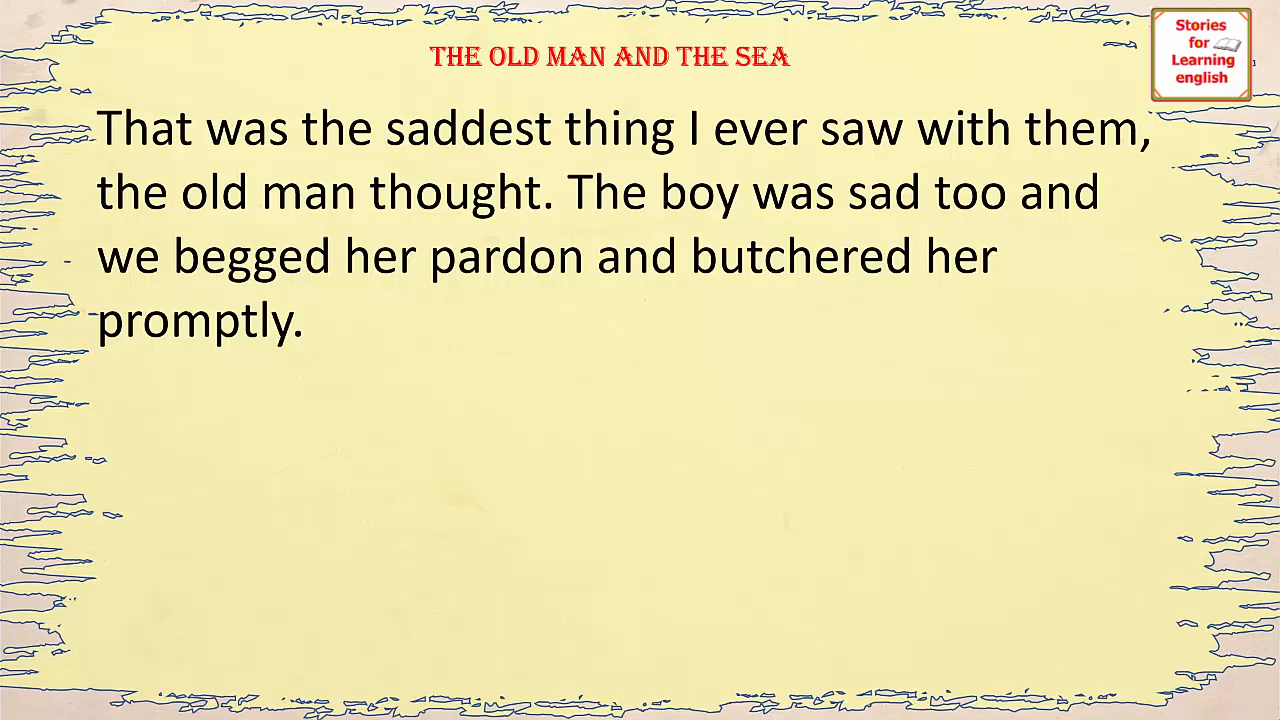 THE OLD MAN AND THE SEA
Stories
for
Learning
english
That was the saddest thing I ever saw with them,
the old man thought. The boy was sad too and
we begged her pardon and butchered her
promptly.